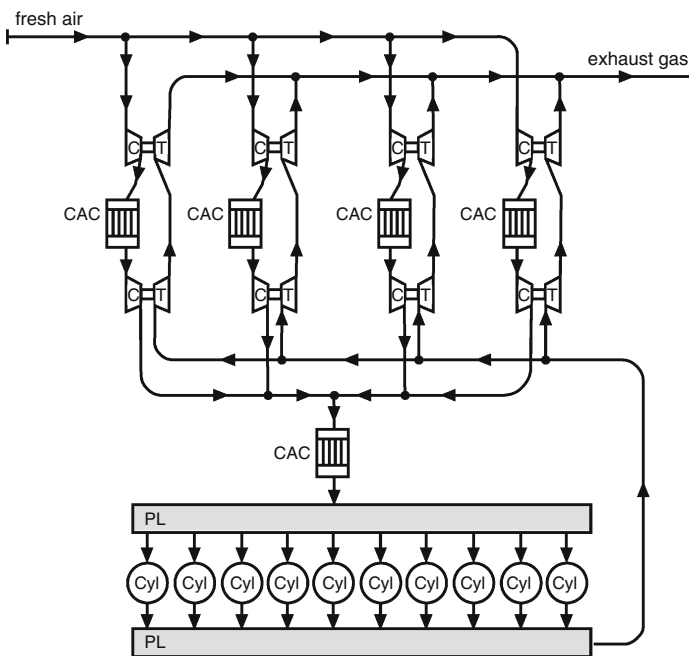 fresh air
exhaust gas
C T C T C T C T
CAC CAC CAC CAC
C T C T C T C T
CAC
PL
Cyl Cyl Cyl Cyl Cyl Cyl Cyl Cyl Cyl Cyl
PL